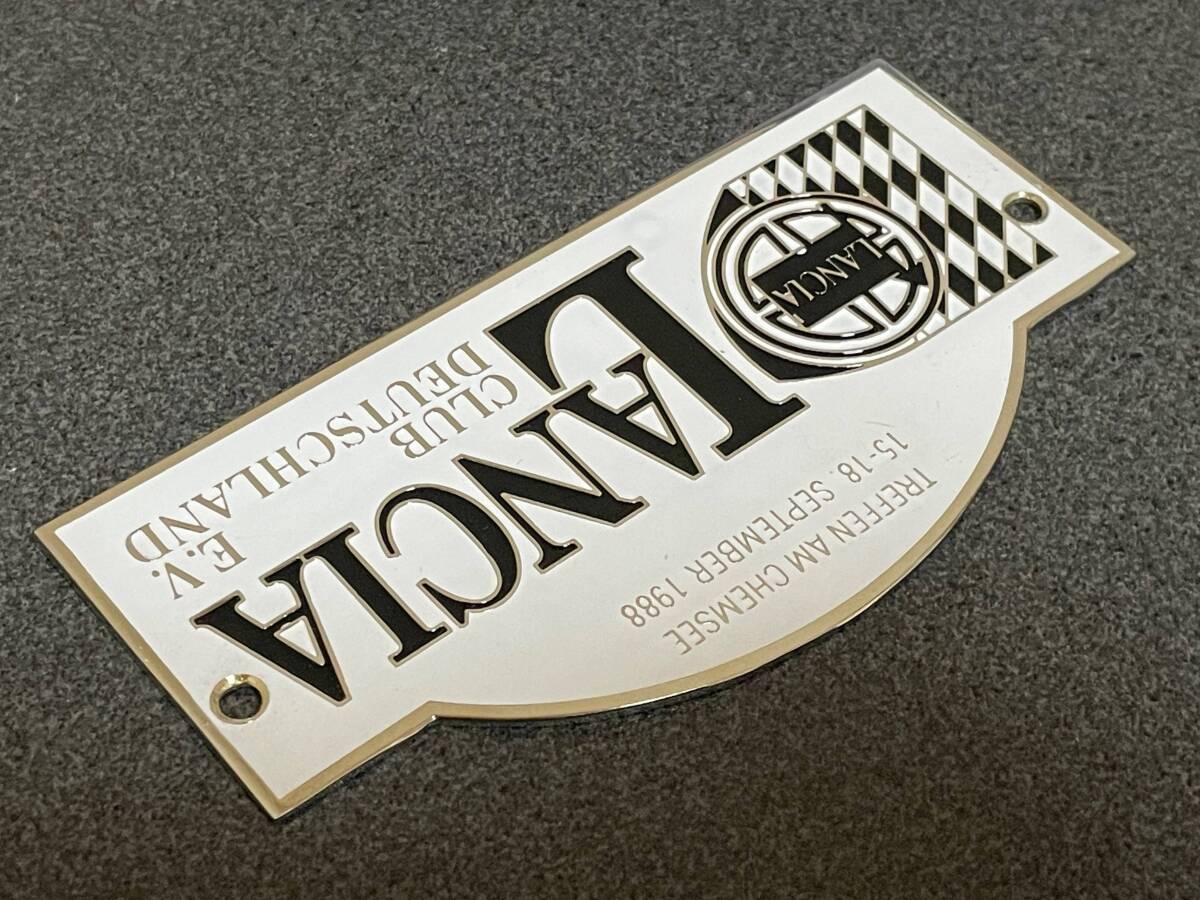 TREFFEN AM CHEMSEE
15-18. SEPTEMBER 1988
LANCIA
LANCIA
CLUB
DEUTSCHLAND
E.V.